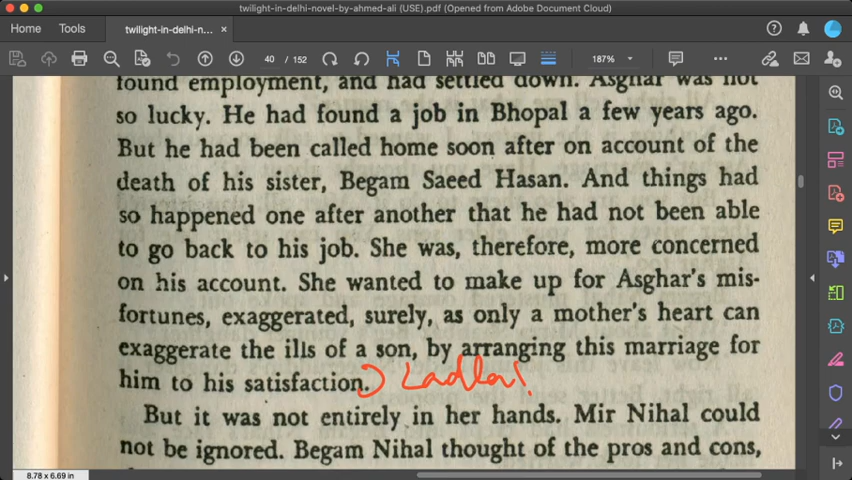 twilight-in-delhi-novel-by-ahmed-ali (USE).pdf (Opened from Adobe Document Cloud)
Home Tools twilight-in-delhi-n... ×
40 / 152 187%
found employment, and had settled down. Asghar was not
so lucky. He had found a job in Bhopal a few years ago.
But he had been called home soon after on account of the
death of his sister, Begam Saeed Hasan. And things had
so happened one after another that he had not been able
to go back to his job. She was, therefore, more concerned
on his account. She wanted to make up for Asghar's mis-
fortunes, exaggerated, surely, as only a mother's heart can
exaggerate the ills of a son, by arranging this marriage for
him to his satisfaction. Ladla!
But it was not entirely in her hands. Mir Nihal could
not be ignored. Begam Nihal thought of the pros and cons,
8.78 x 6.69 in